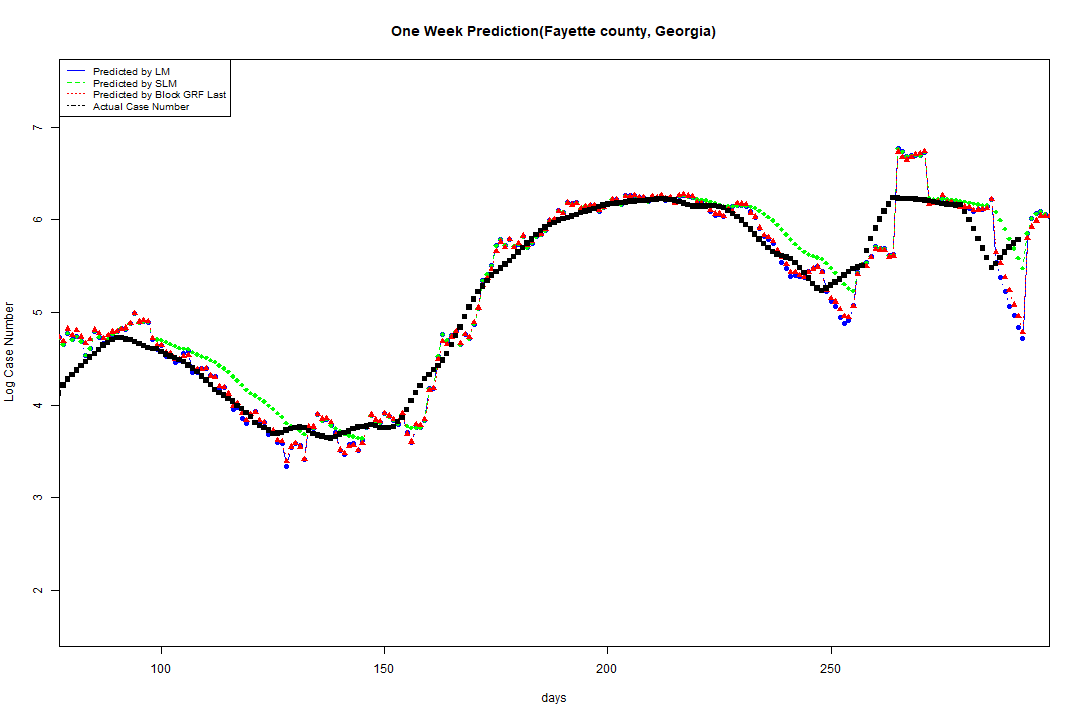 One Week Prediction(Fayette county, Georgia)
Predicted by LM
Predicted by SLM
Predicted by Block GRF Last
Actual Case Number
7
6
5
4
3
2
Log Case Number
100 150 200 250
days